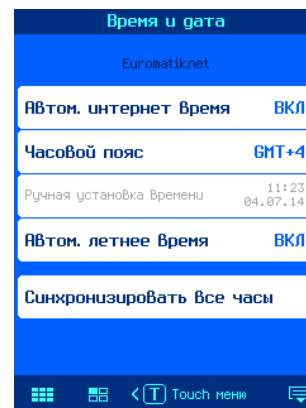 Время и дата
Euromatik.net
Автом. интернет время ВКЛ
Часовой пояс GMT+4
Ручная установка времени 11:23 04.07.14
Автом. летнее время ВКЛ
Синхронизировать все часы
<T Touch меню